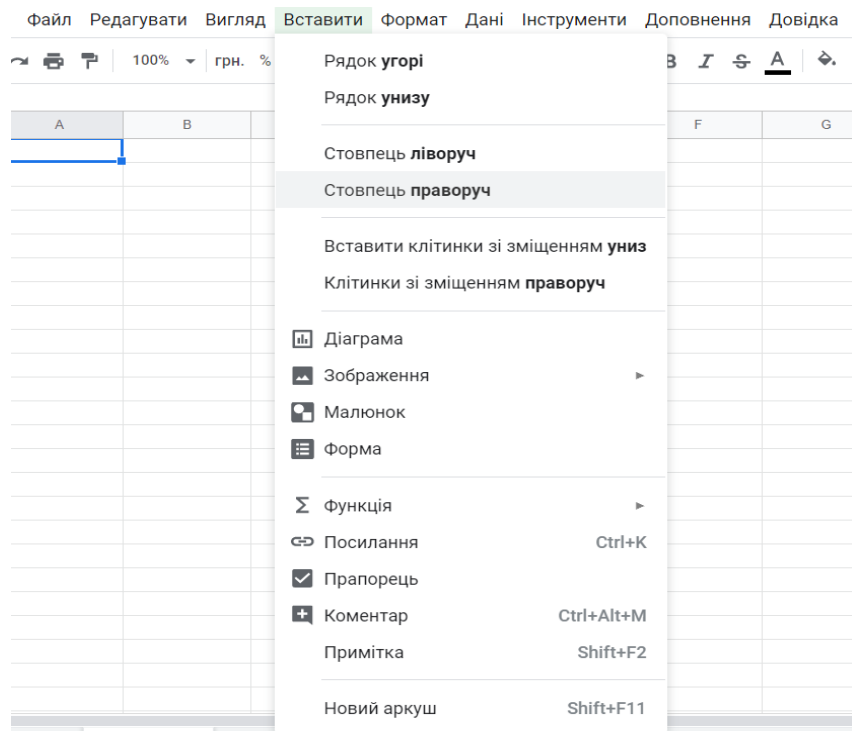 Файл Редагувати Вигляд Вставити Формат Дані Інструменти Доповнення Довідка
100% грн. % B I S A
A B F G
Рядок угорі
Рядок унизу
Стовпець ліворуч
Стовпець праворуч
Вставити клітинки зі зміщенням униз
Клітинки зі зміщенням праворуч
Діаграма
Зображення
Малюнок
Форма
Функція
Посилання Ctrl+K
Прапорець
Коментар Ctrl+Alt+M
Примітка Shift+F2
Новий аркуш Shift+F11